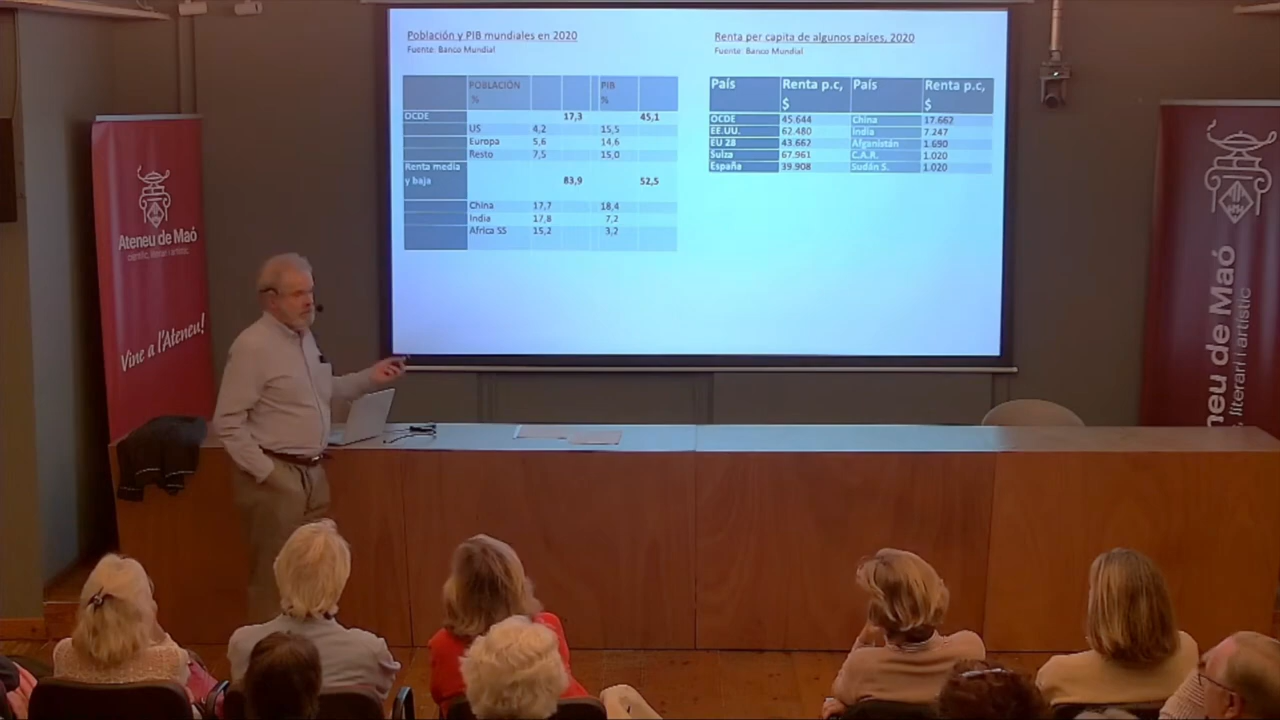 Población y PIB mundiales en 2020
Fuente: Banco Mundial
POBLACIÓN % PIB %
OCDE 17,3 45,1
US 4,2 15,5
Europa 5,6 14,6
Resto 7,5 15,0
Renta media y baja 83,9 52,5
China 17,7 18,4
India 17,8 7,2
Africa SS 15,2 3,2
Renta per capita de algunos países, 2020
Fuente: Banco Mundial
País Renta p.c, $ País Renta p.c, $
OCDE 45.644 China 17.662
EE.UU. 62.480 India 7.247
EU 28 43.662 Afganistán 1.690
Suiza 67.961 C.A.R. 1.020
España 39.908 Sudán S. 1.020
Ateneu de Maó
científic, literari i artístic
Vine a l'Ateneu!
neu de Maó
literari i artístic